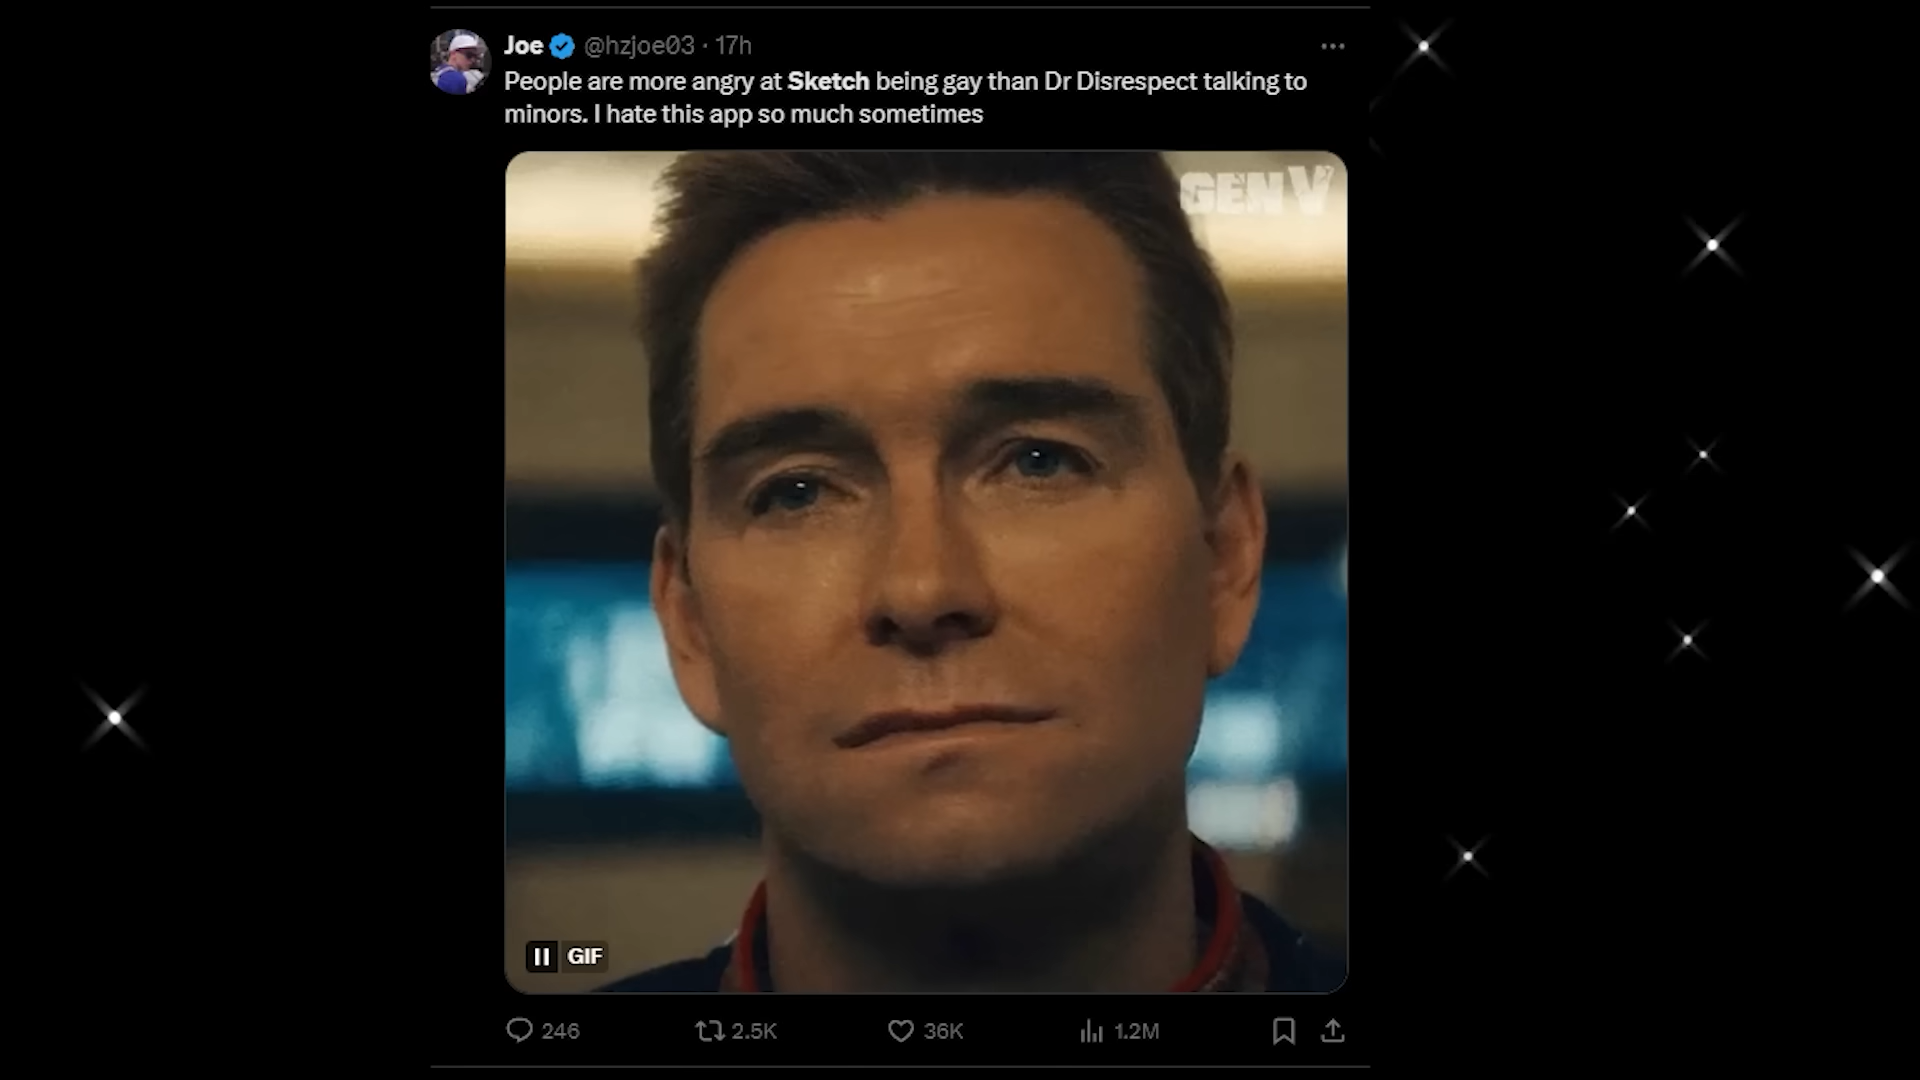 Joe @hzjoe03 · 17h
People are more angry at Sketch being gay than Dr Disrespect talking to
minors. I hate this app so much sometimes
GEN V
GIF
246 2.5K 36K 1.2M